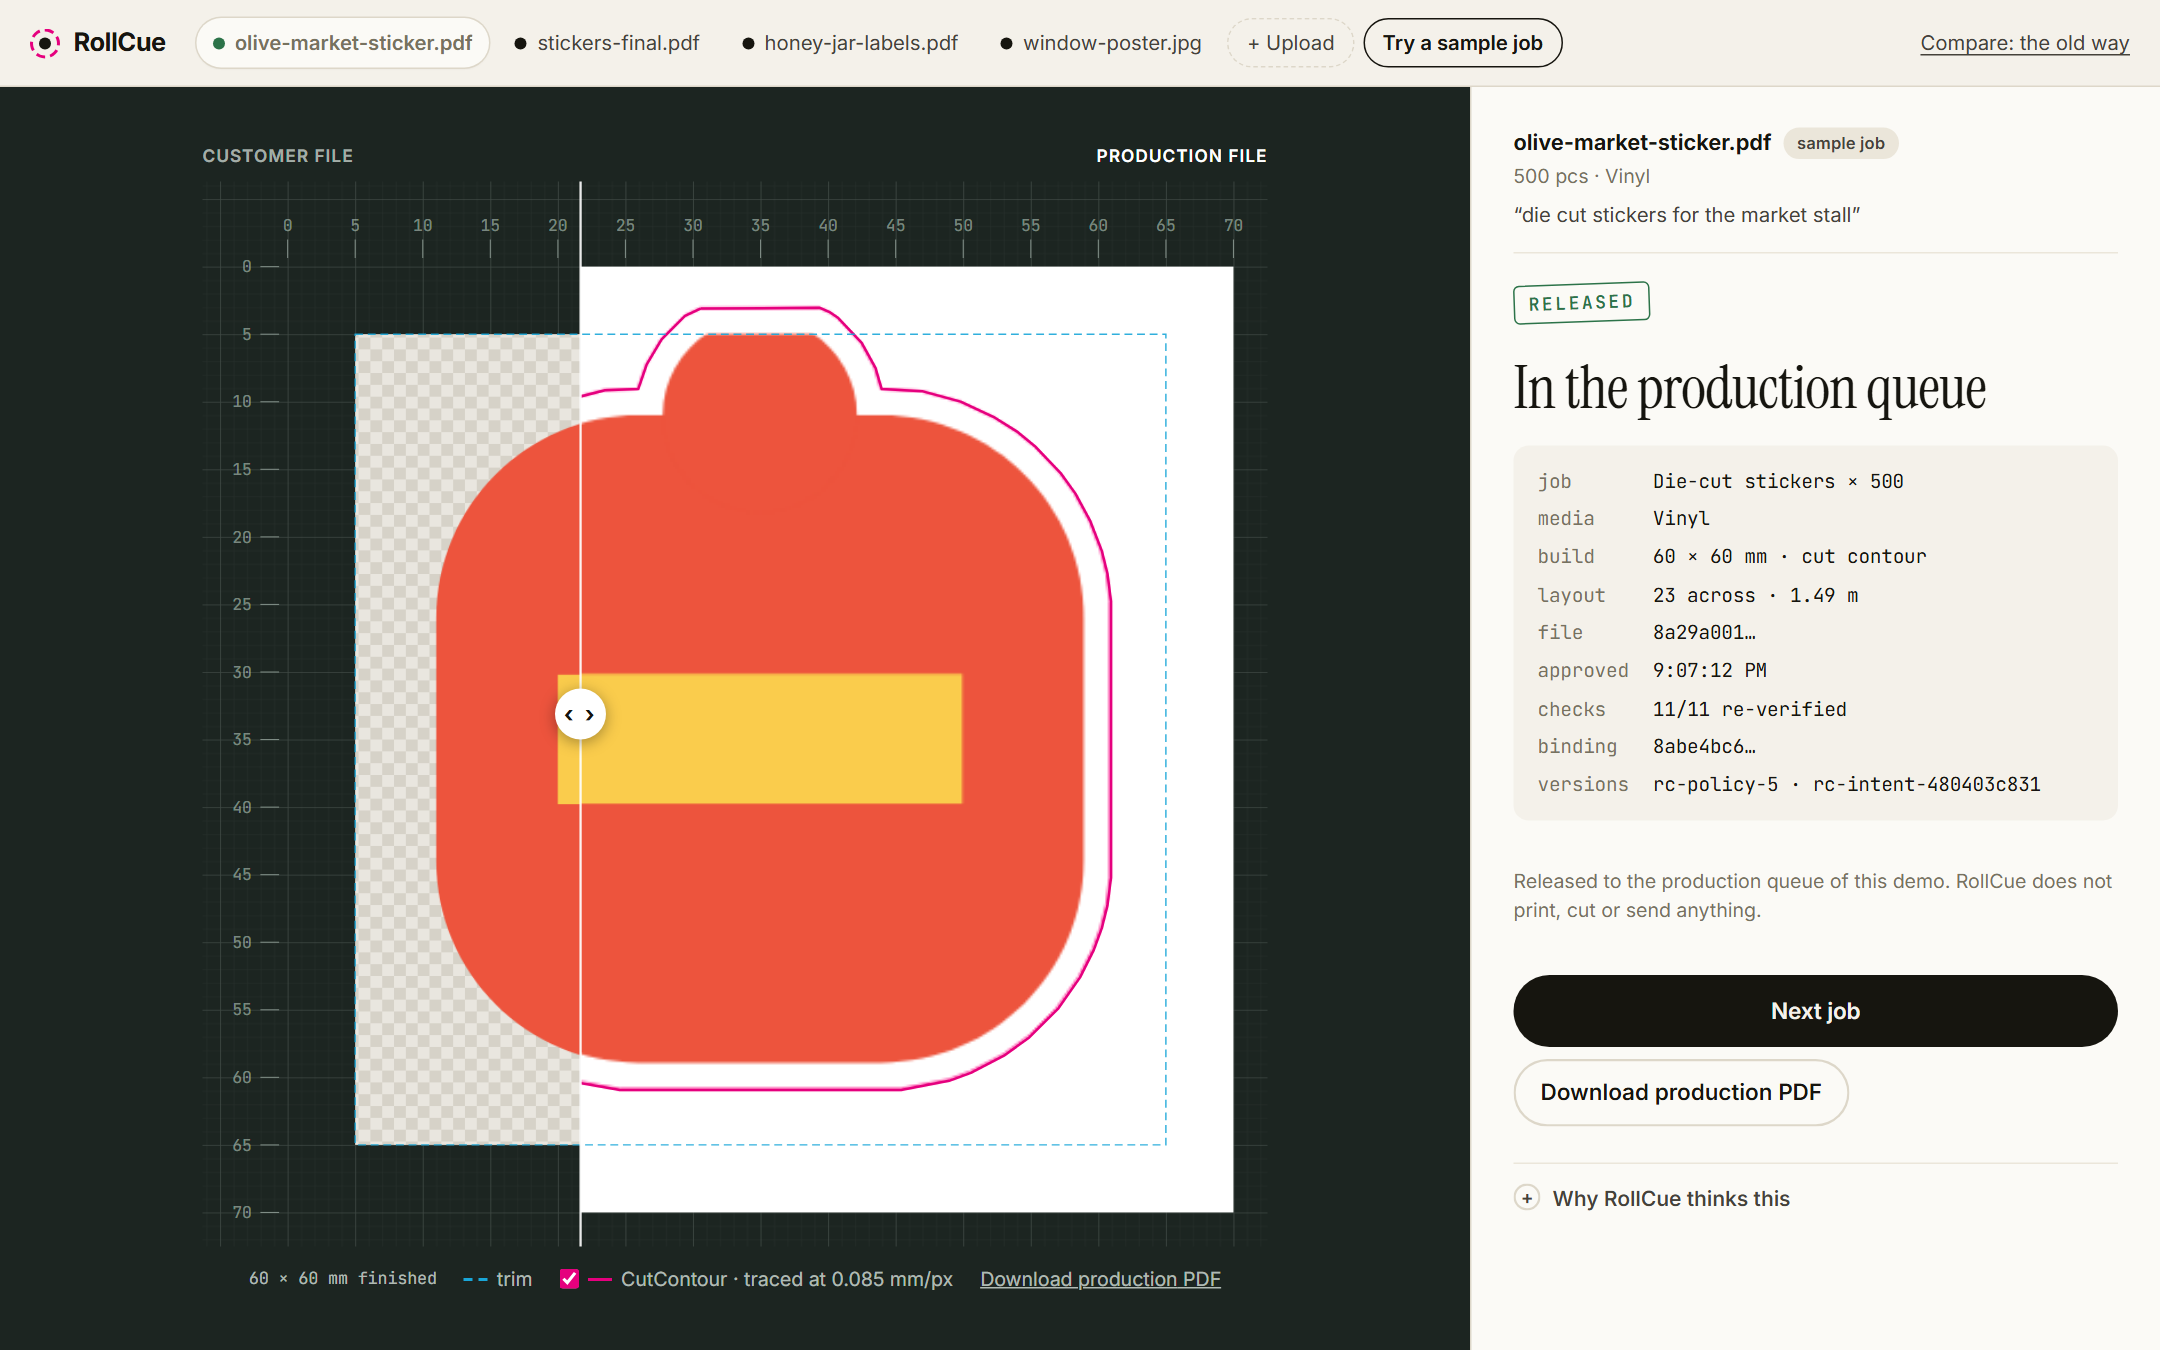 RollCue
olive-market-sticker.pdf
stickers-final.pdf
honey-jar-labels.pdf
window-poster.jpg
+ Upload
Try a sample job
Compare: the old way
CUSTOMER FILE
PRODUCTION FILE
0 5 10 15 20 25 30 35 40 45 50 55 60 65 70
0
5
10
15
20
25
30
35
40
45
50
55
60
65
70
60 × 60 mm finished
trim
CutContour · traced at 0.085 mm/px
Download production PDF
olive-market-sticker.pdf sample job
500 pcs · Vinyl
“die cut stickers for the market stall”
RELEASED
In the production queue
job Die-cut stickers × 500
media Vinyl
build 60 × 60 mm · cut contour
layout 23 across · 1.49 m
file 8a29a001…
approved 9:07:12 PM
checks 11/11 re-verified
binding 8abe4bc6…
versions rc-policy-5 · rc-intent-480403c831
Released to the production queue of this demo. RollCue does not
print, cut or send anything.
Next job
Download production PDF
+ Why RollCue thinks this